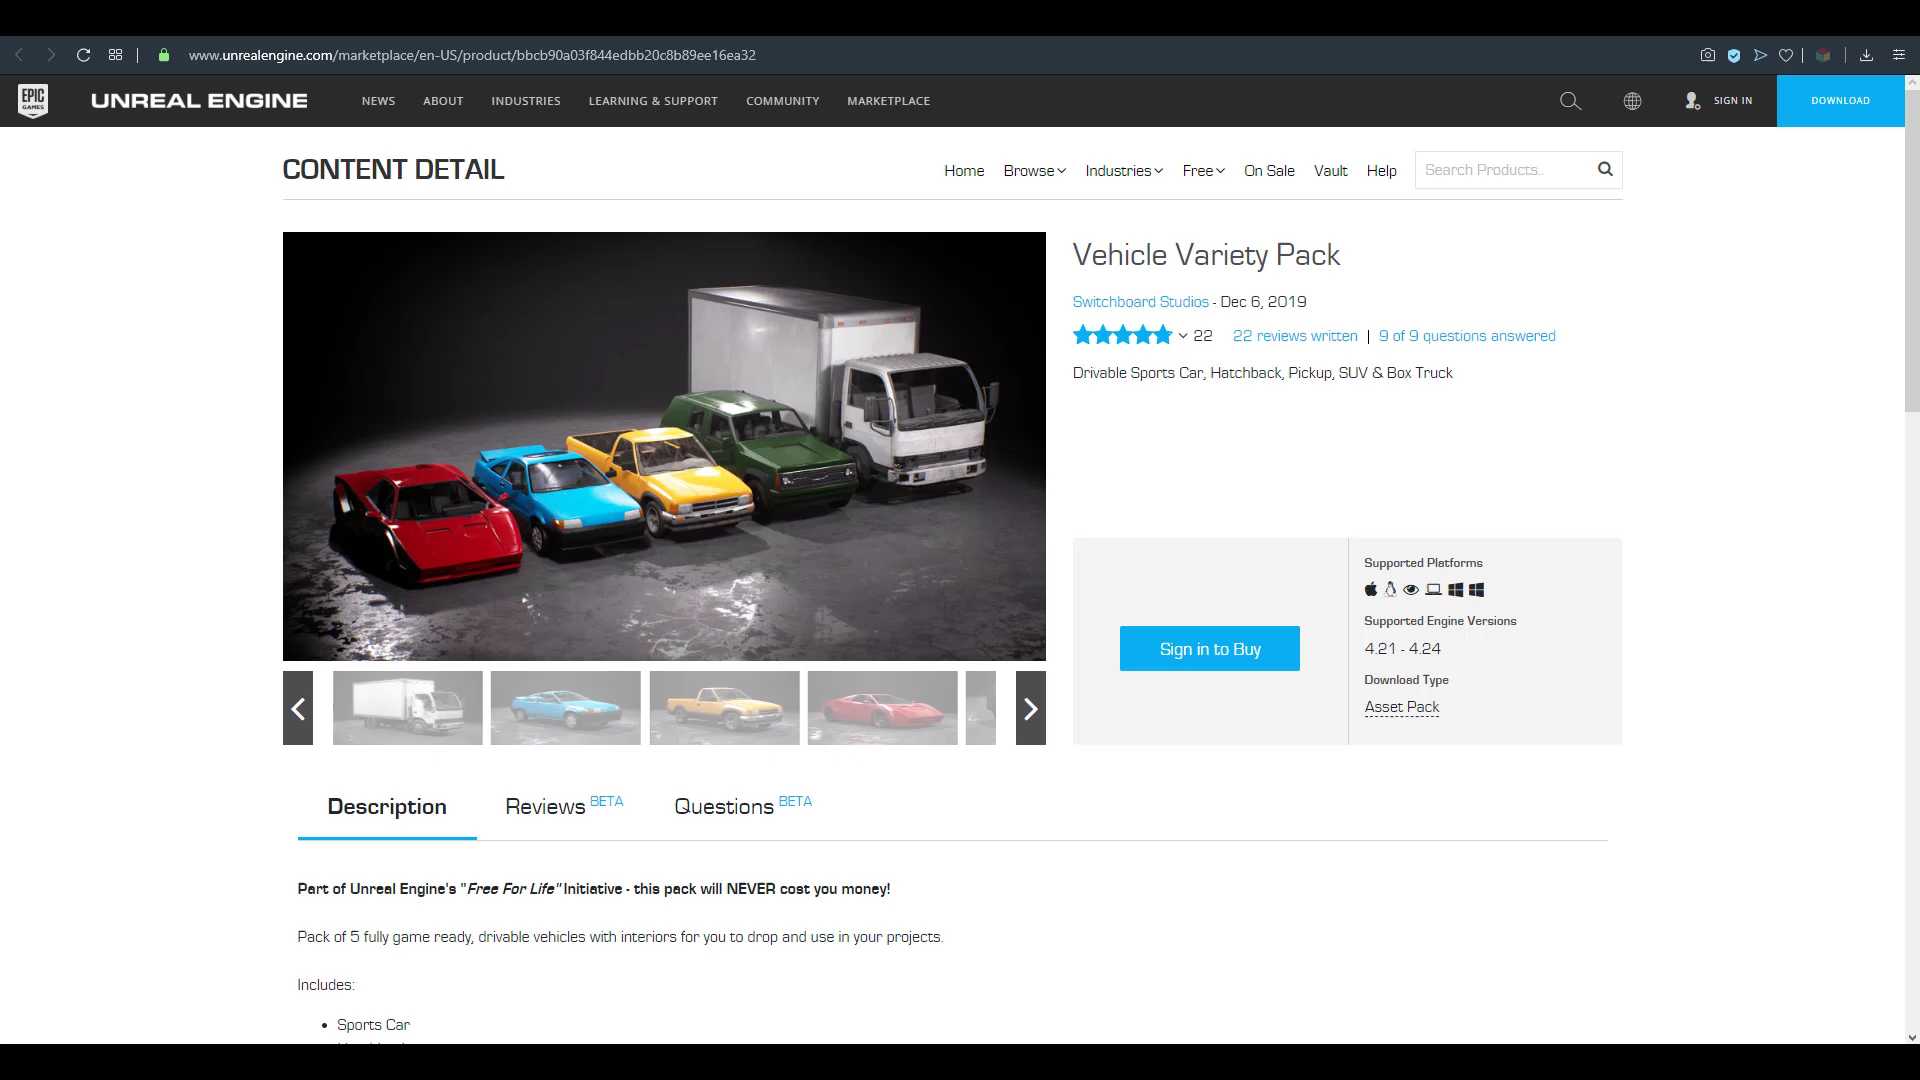 www.unrealengine.com/marketplace/en-US/product/bbcb90a03f844edbb20c8b89ee16ea32
EPIC GAMES UNREAL ENGINE NEWS ABOUT INDUSTRIES LEARNING & SUPPORT COMMUNITY MARKETPLACE SIGN IN DOWNLOAD
CONTENT DETAIL Home Browse Industries Free On Sale Vault Help Search Products..
Vehicle Variety Pack
Switchboard Studios - Dec 6, 2019
22 22 reviews written | 9 of 9 questions answered
Drivable Sports Car, Hatchback, Pickup, SUV & Box Truck
Sign in to Buy
Supported Platforms
Supported Engine Versions
4.21 - 4.24
Download Type
Asset Pack
Description Reviews BETA Questions BETA
Part of Unreal Engine's "Free For Life" Initiative - this pack will NEVER cost you money!
Pack of 5 fully game ready, drivable vehicles with interiors for you to drop and use in your projects.
Includes:
• Sports Car